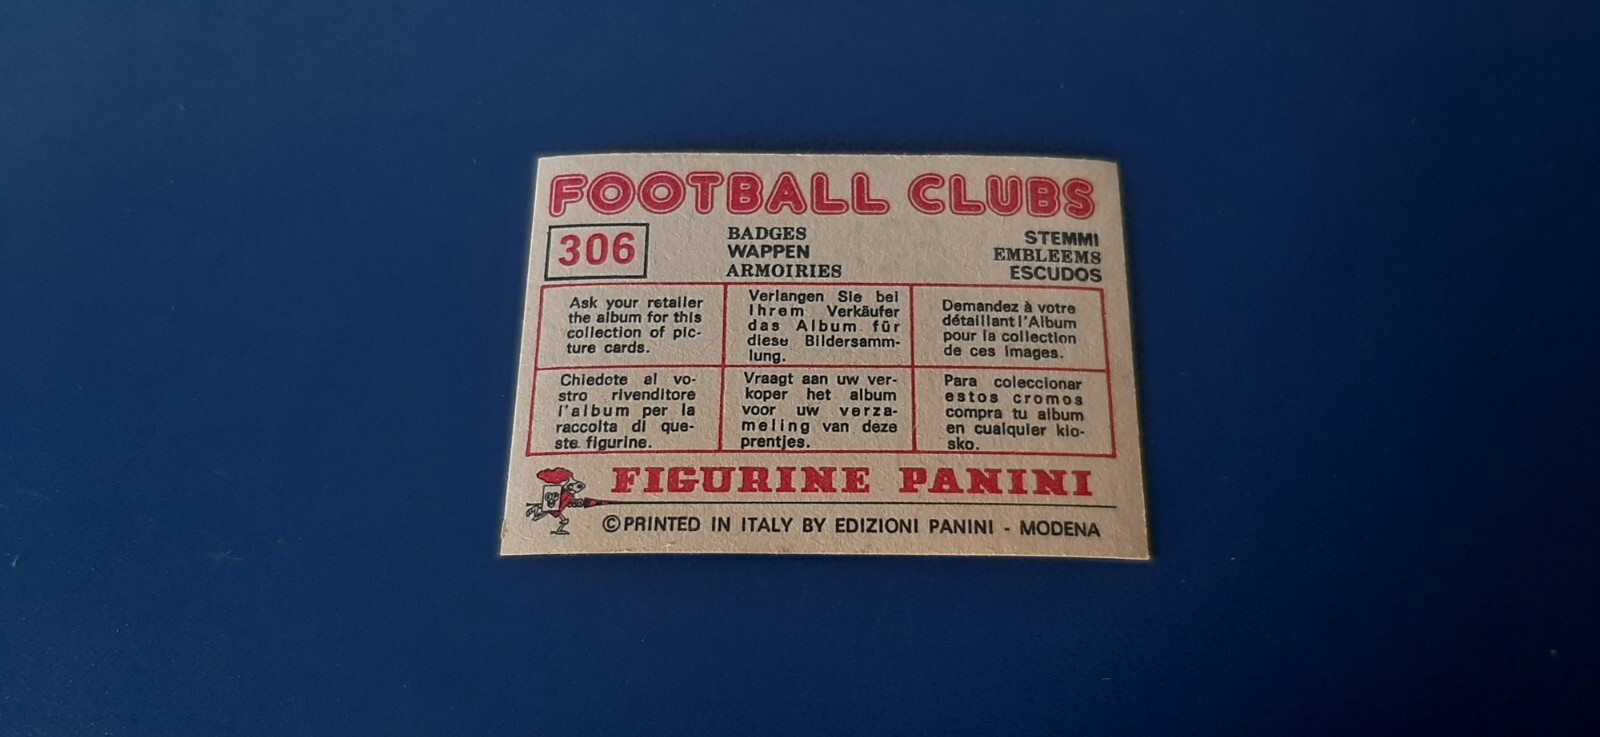 FOOTBALL CLUBS
306
BADGES
WAPPEN
ARMOIRIES
STEMMI
EMBLEEMS
ESCUDOS
Ask your retailer
the album for this
collection of pic-
ture cards.
Verlangen Sie bei
Ihrem Verkäufer
das Album für
diese Bildersamm-
lung.
Demandez à votre
détaillant l'Album
pour la collection
de ces images.
Chiedete al vo-
stro rivenditore
l'album per la
raccolta di que-
ste figurine.
Vraagt aan uw ver-
koper het album
voor uw verza-
meling van deze
prentjes.
Para coleccionar
estos cromos
compra tu album
en cualquier kio-
sko.
FIGURINE PANINI
©PRINTED IN ITALY BY EDIZIONI PANINI - MODENA